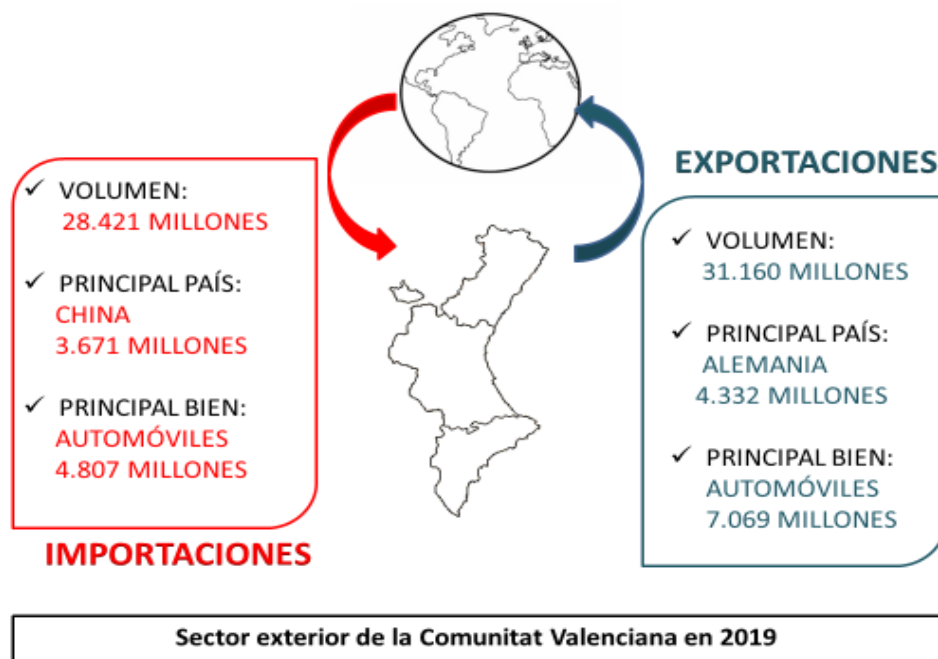 VOLUMEN:
28.421 MILLONES
PRINCIPAL PAÍS:
CHINA
3.671 MILLONES
PRINCIPAL BIEN:
AUTOMÓVILES
4.807 MILLONES
IMPORTACIONES
EXPORTACIONES
VOLUMEN:
31.160 MILLONES
PRINCIPAL PAÍS:
ALEMANIA
4.332 MILLONES
PRINCIPAL BIEN:
AUTOMÓVILES
7.069 MILLONES
Sector exterior de la Comunitat Valenciana en 2019